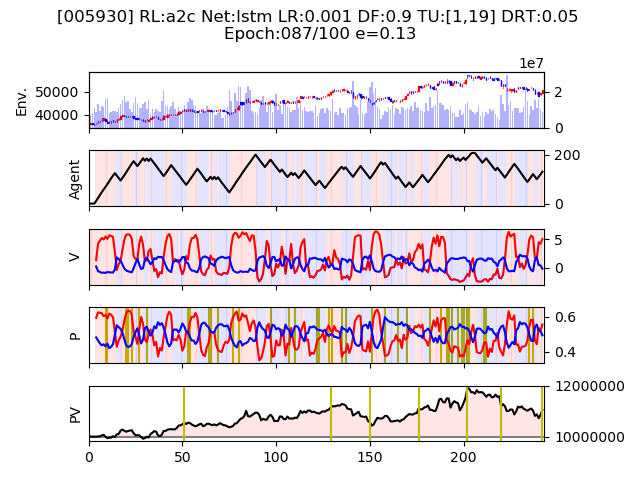 [005930] RL:a2c Net:lstm LR:0.001 DF:0.9 TU:[1,19] DRT:0.05
Epoch:087/100 e=0.13
1e7
Env.
50000
40000
2
0
Agent
200
0
V
5
0
P
0.6
0.4
PV
12000000
10000000
0 50 100 150 200